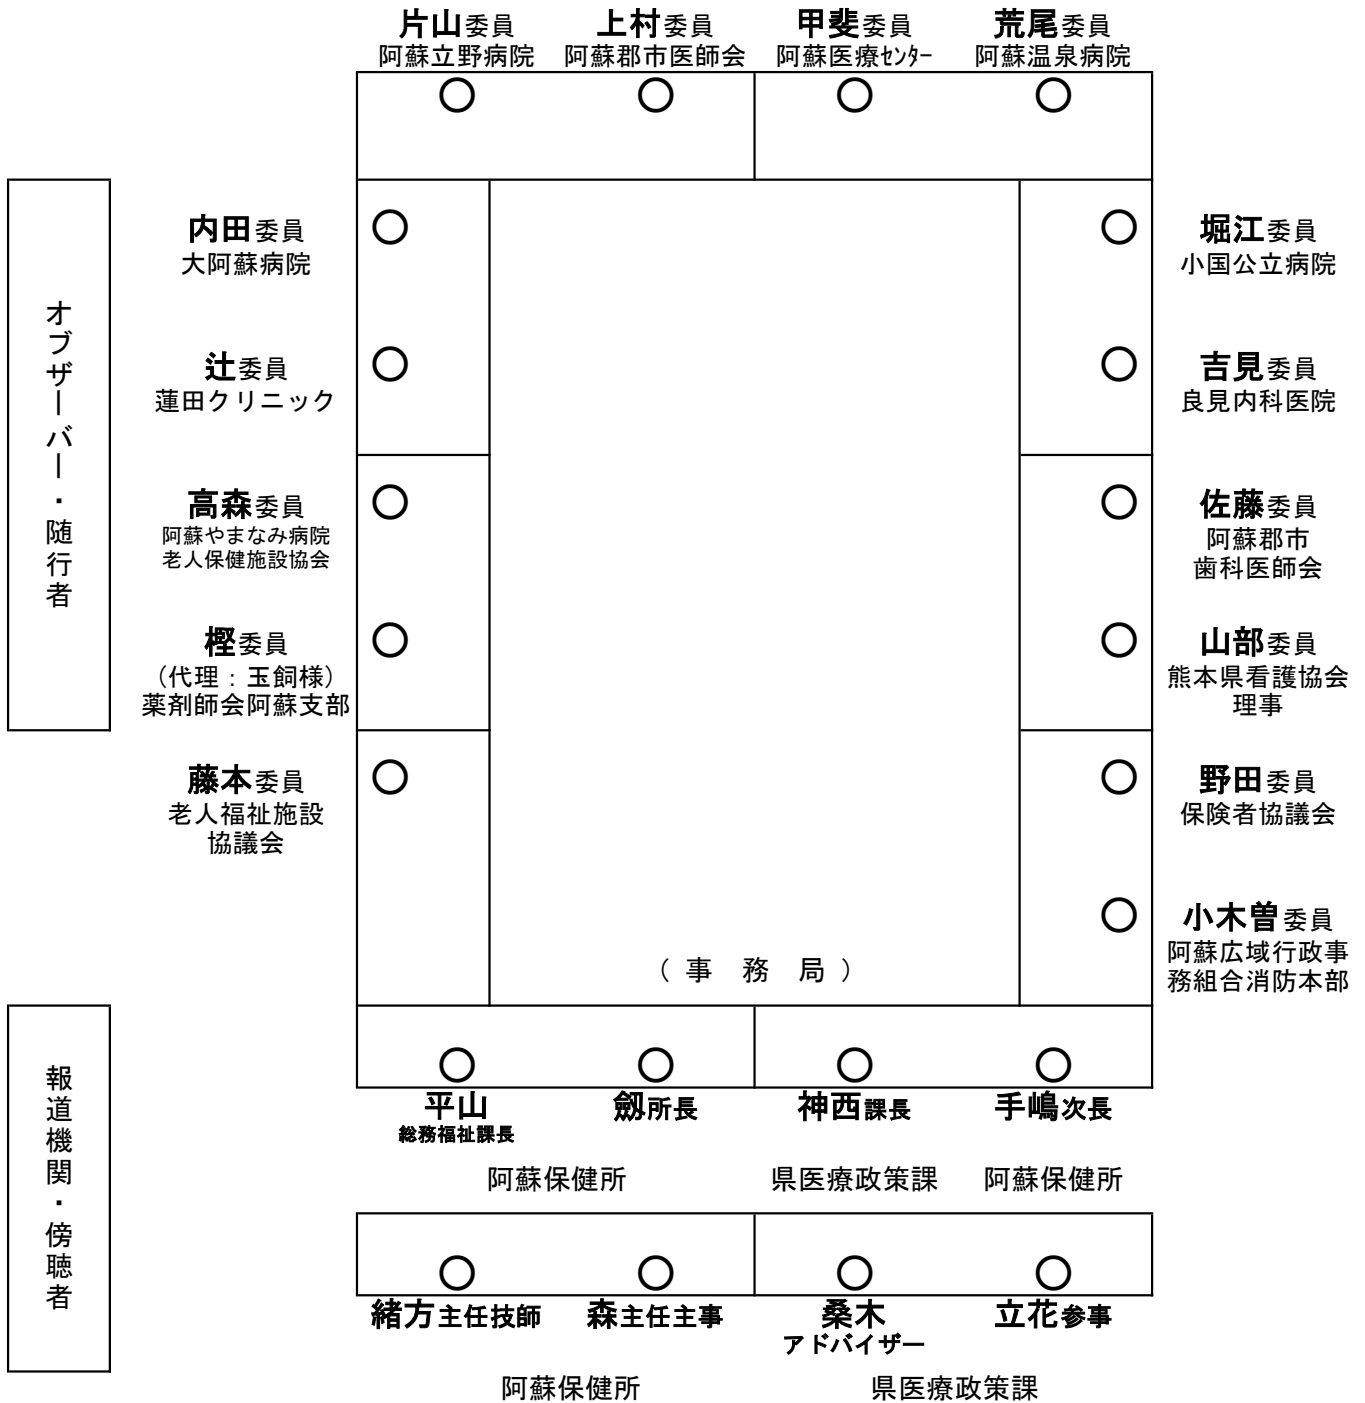 片山委員
阿蘇立野病院
上村委員
阿蘇郡市医師会
甲斐委員
阿蘇医療ｾﾝﾀｰ
荒尾委員
阿蘇温泉病院
オブザーバー・随行者
内田委員
大阿蘇病院
辻委員
蓮田クリニック
高森委員
阿蘇やまなみ病院
老人保健施設協会
樫委員
（代理：玉飼様）
薬剤師会阿蘇支部
藤本委員
老人福祉施設
協議会
堀江委員
小国公立病院
吉見委員
良見内科医院
佐藤委員
阿蘇郡市
歯科医師会
山部委員
熊本県看護協会
理事
野田委員
保険者協議会
小木曽委員
阿蘇広域行政事
務組合消防本部
（事　務　局）
報道機関・傍聴者
平山
総務福祉課長
劔所長
神西課長
手嶋次長
阿蘇保健所
県医療政策課
阿蘇保健所
緒方主任技師
森主任主事
桑木
アドバイザー
立花参事
阿蘇保健所
県医療政策課